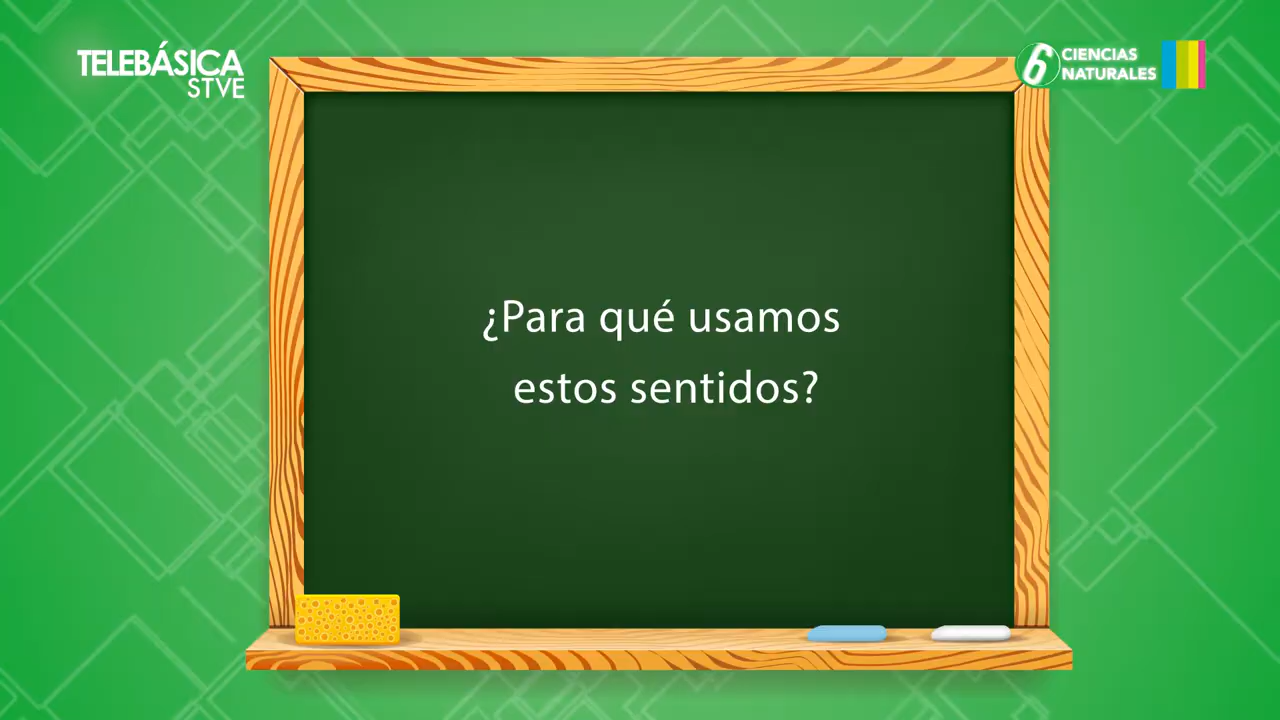 TELEBÁSICA
STVE
6 CIENCIAS
NATURALES
¿Para qué usamos
estos sentidos?